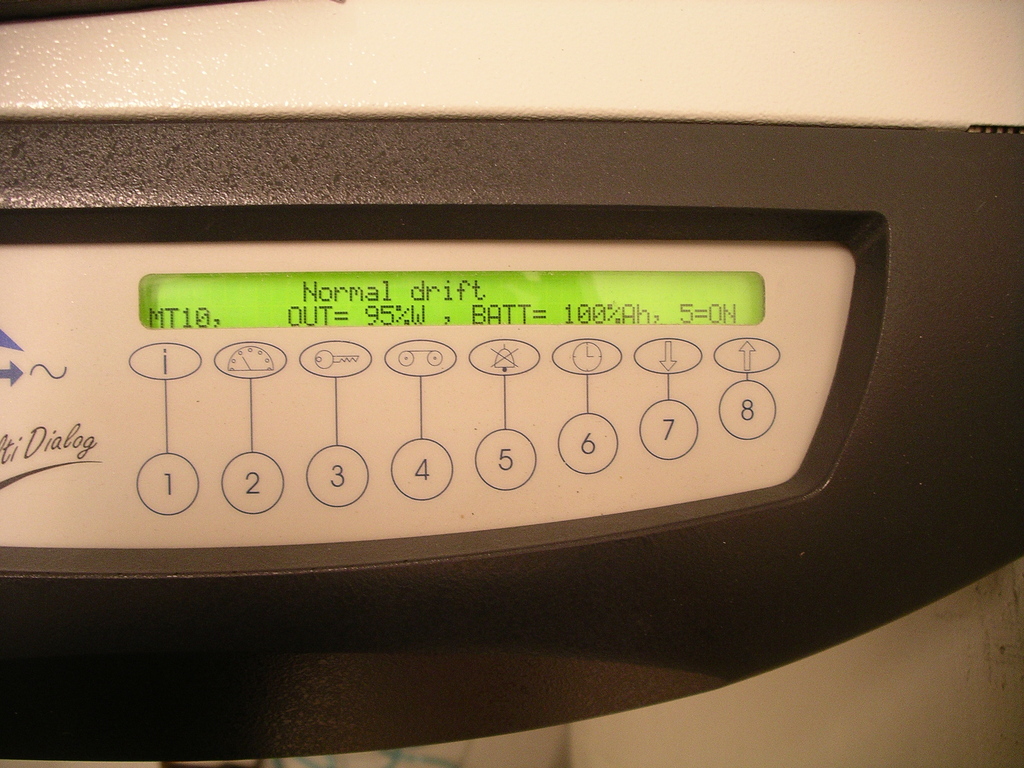 Normal drift
MT10, OUT= 95%W , BATT= 100%Ah, 5=ON
i
lti Dialog
1 2 3 4 5 6 7 8